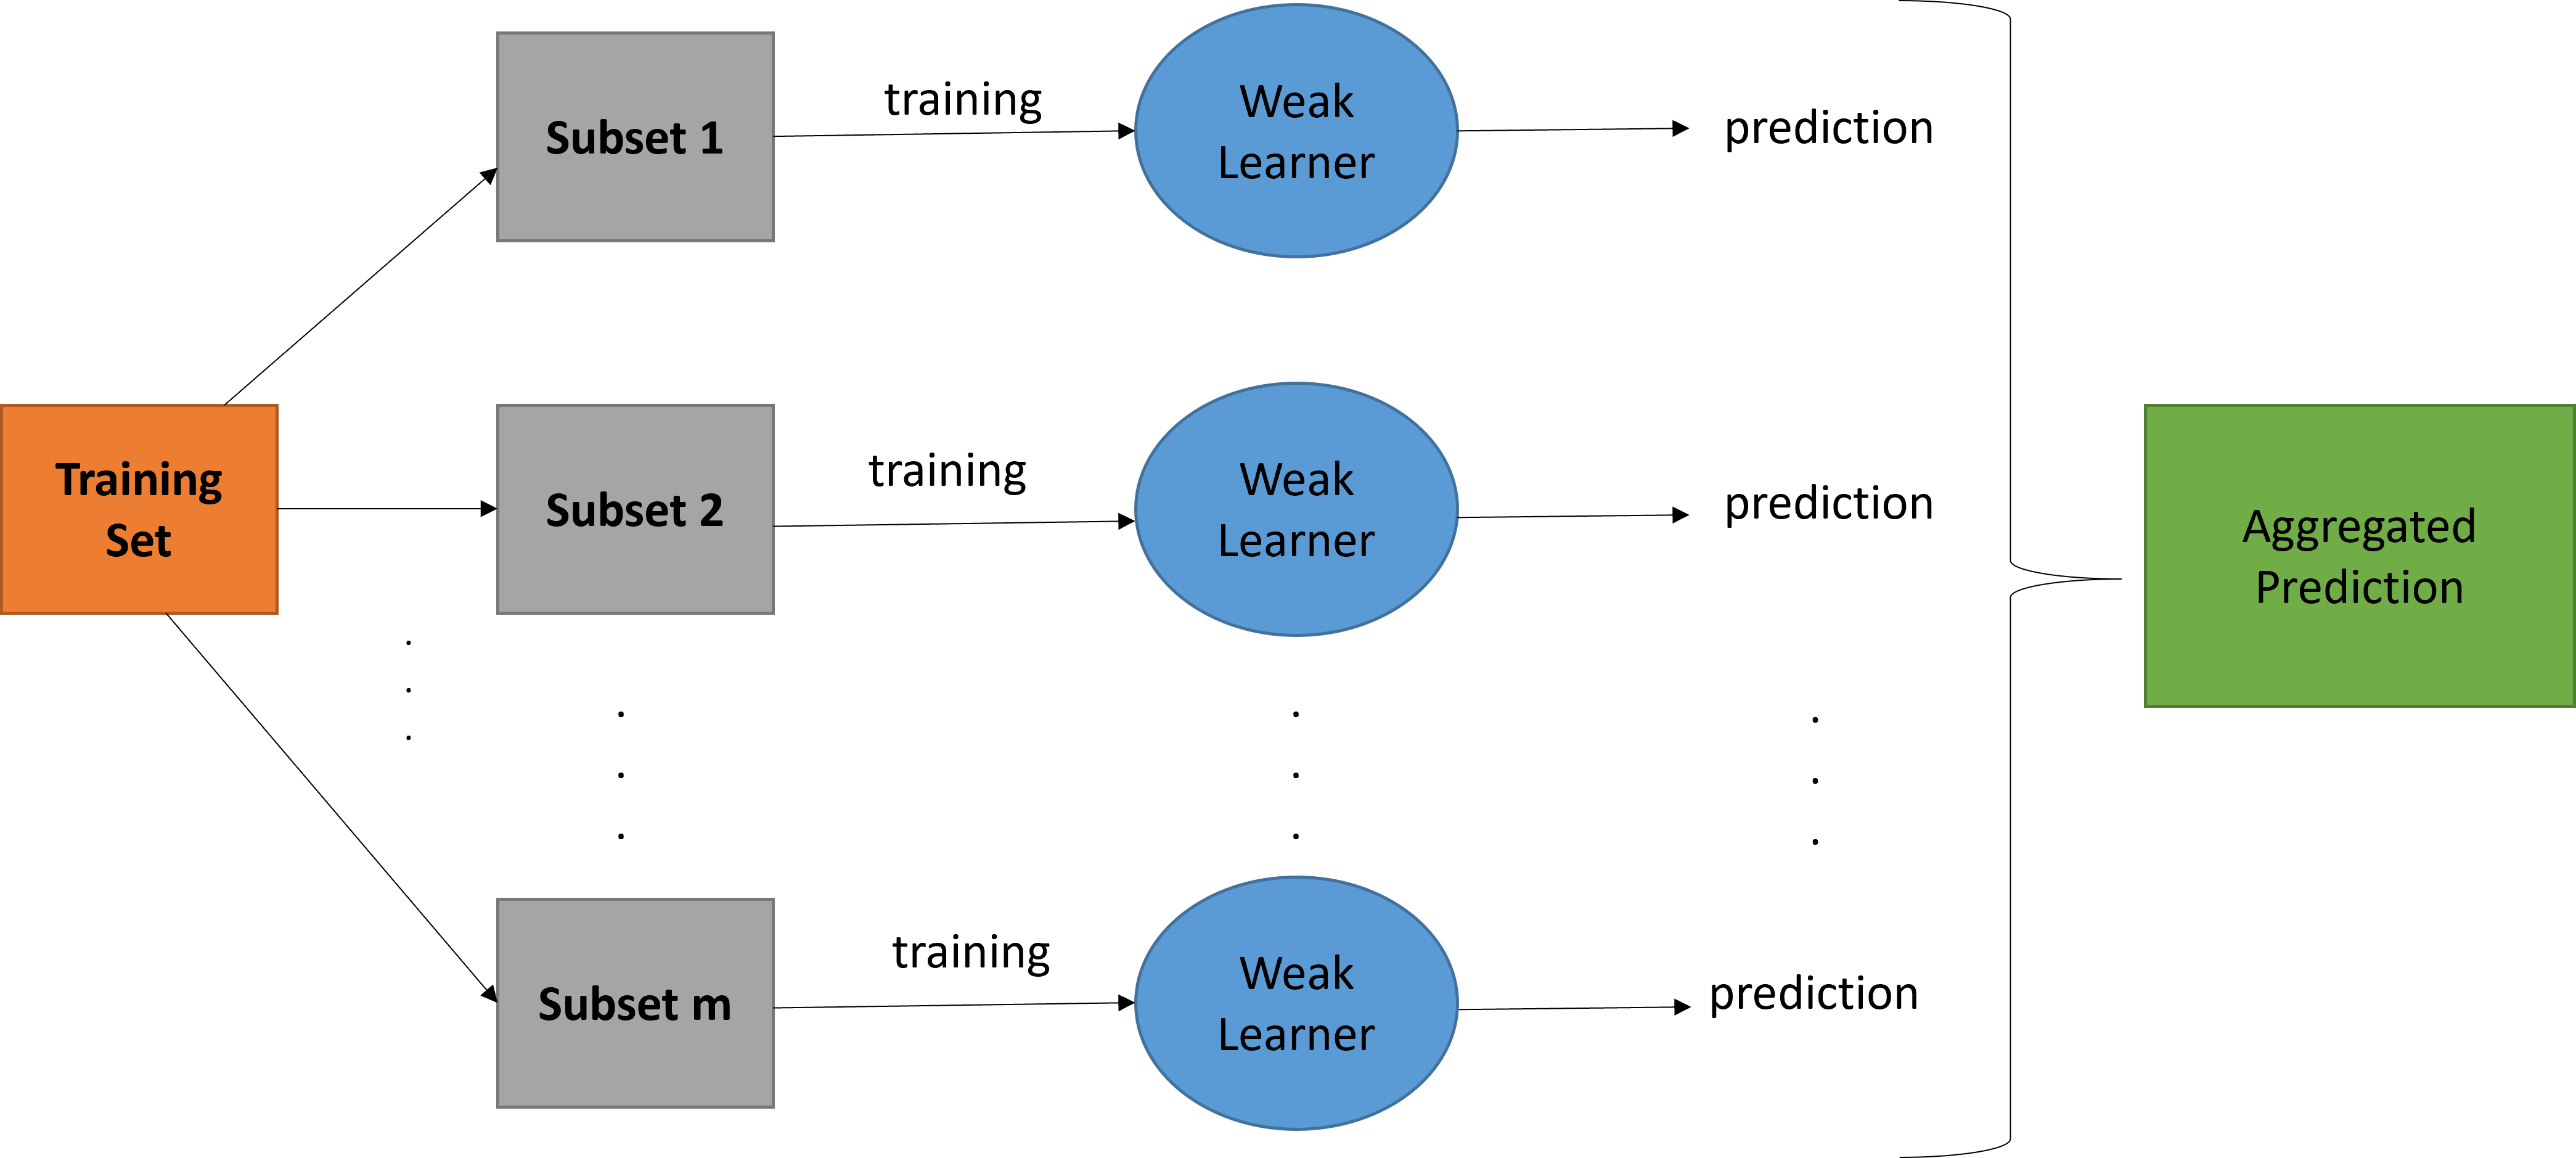 Subset 1
training
Weak
Learner
prediction
Training
Set
Subset 2
training
Weak
Learner
prediction
Aggregated
Prediction
Subset m
training
Weak
Learner
prediction